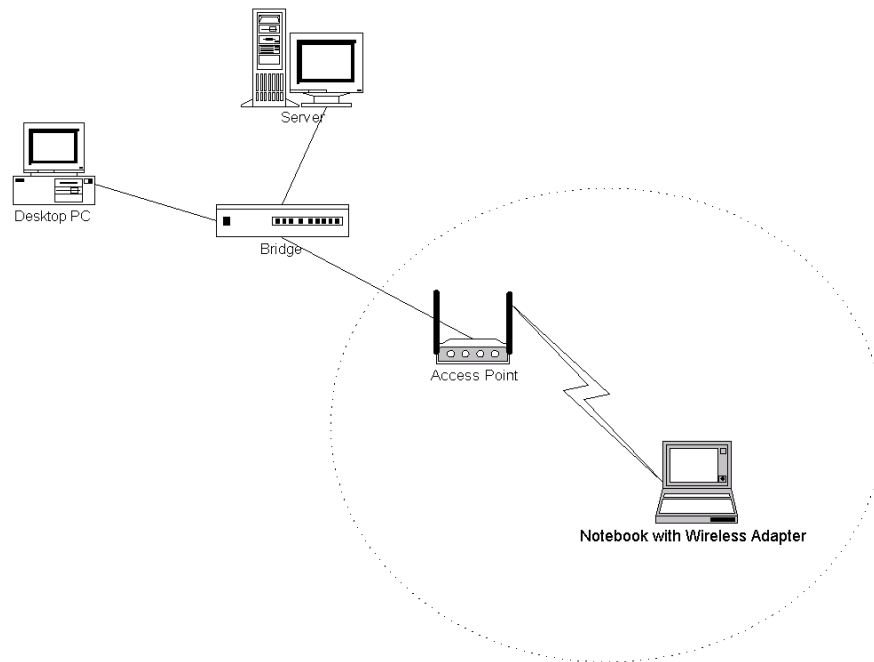 Server
Desktop PC
Bridge
Access Point
Notebook with Wireless Adapter